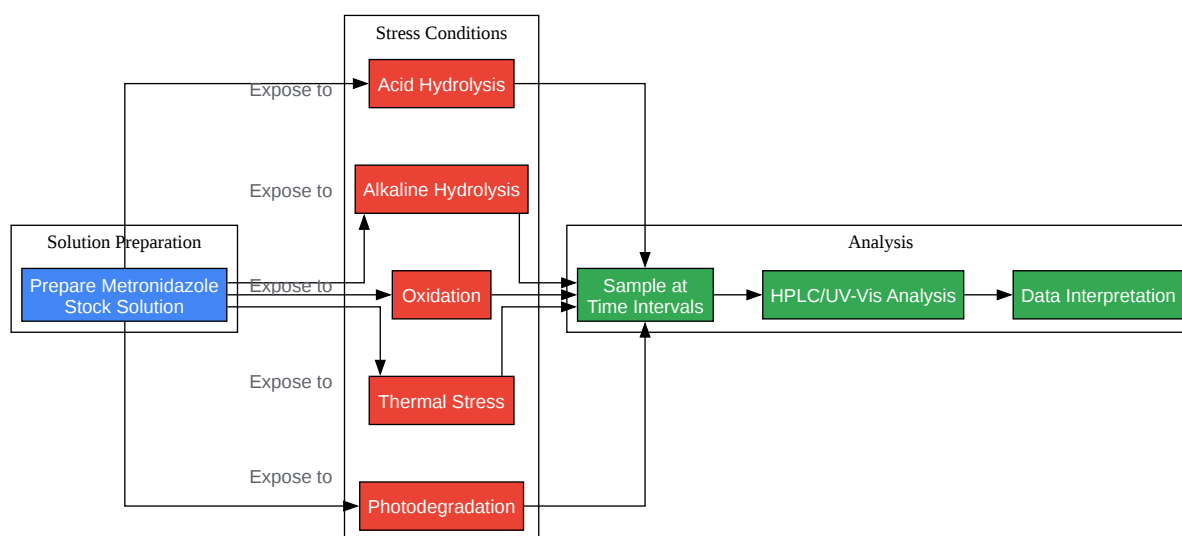 Stress Conditions
Expose to
Acid Hydrolysis
Expose to
Alkaline Hydrolysis
Solution Preparation
Prepare Metronidazole
Stock Solution
Expose to
Oxidation
Expose to
Thermal Stress
Expose to
Photodegradation
Analysis
Sample at
Time Intervals
HPLC/UV-Vis Analysis
Data Interpretation